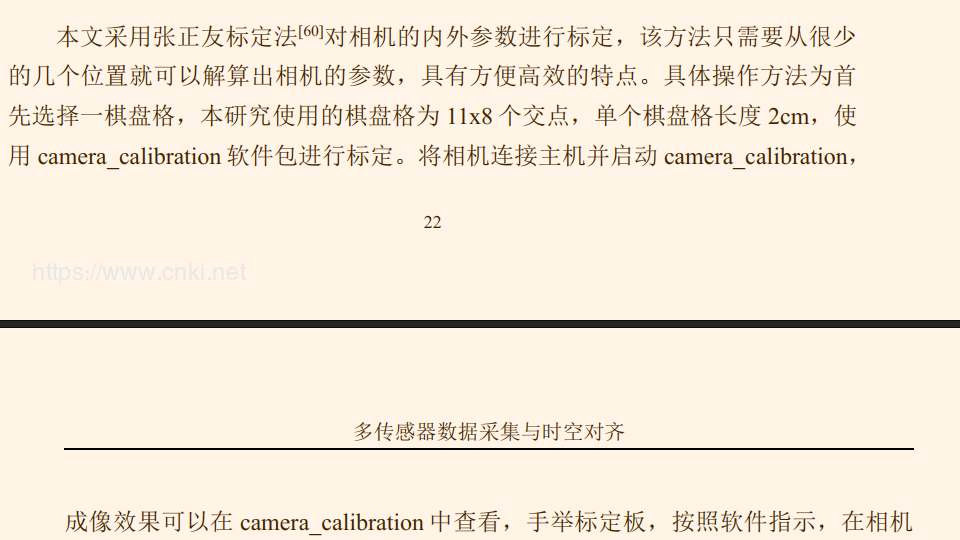 本文采用张正友标定法[60]对相机的内外参数进行标定，该方法只需要从很少
的几个位置就可以解算出相机的参数，具有方便高效的特点。具体操作方法为首
先选择一棋盘格，本研究使用的棋盘格为 11x8 个交点，单个棋盘格长度 2cm，使
用 camera_calibration 软件包进行标定。将相机连接主机并启动 camera_calibration，
22
https://www.cnki.net
多传感器数据采集与时空对齐
成像效果可以在 camera_calibration 中查看，手举标定板，按照软件指示，在相机